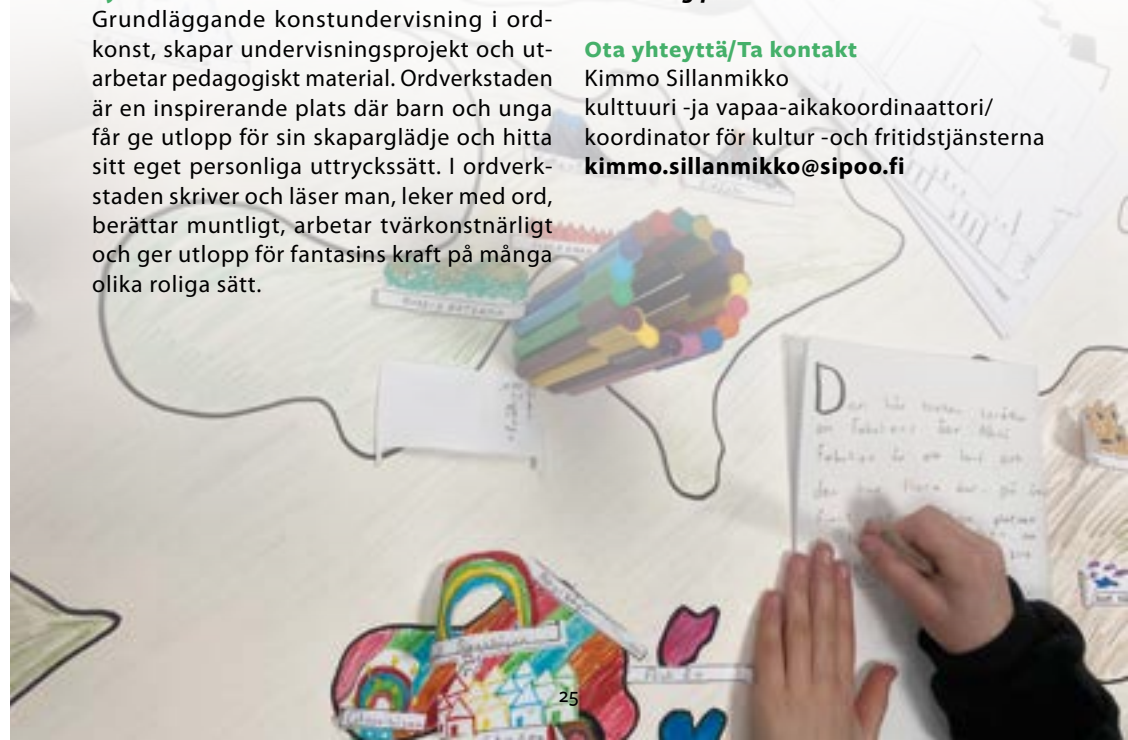 Grundläggande konstundervisning i ord-
konst, skapar undervisningsprojekt och ut-
arbetar pedagogiskt material. Ordverkstaden
är en inspirerande plats där barn och unga
får ge utlopp för sin skaparglädje och hitta
sitt eget personliga uttryckssätt. I ordverk-
staden skriver och läser man, leker med ord,
berättar muntligt, arbetar tvärkonstnärligt
och ger utlopp för fantasins kraft på många
olika roliga sätt.
Ota yhteyttä/Ta kontakt
Kimmo Sillanmikko
kulttuuri -ja vapaa-aikakoordinaattori/
koordinator för kultur -och fritidstjänsterna
kimmo.sillanmikko@sipoo.fi
25